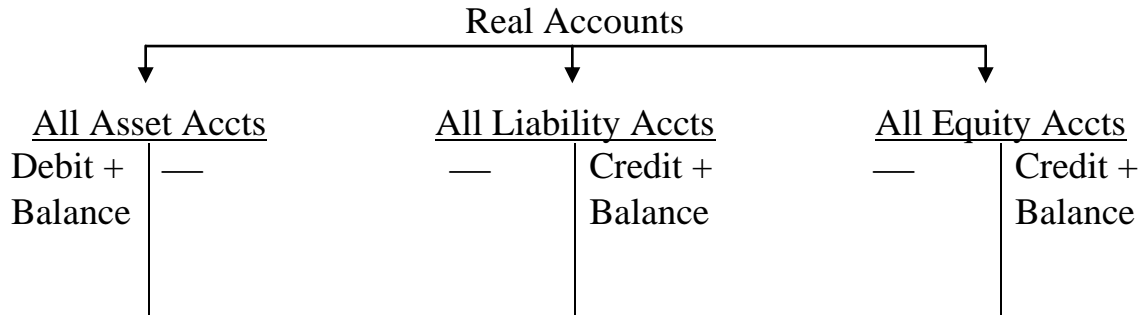 Real Accounts
All Asset Accts All Liability Accts All Equity Accts
Debit + — — Credit + — Credit +
Balance Balance Balance